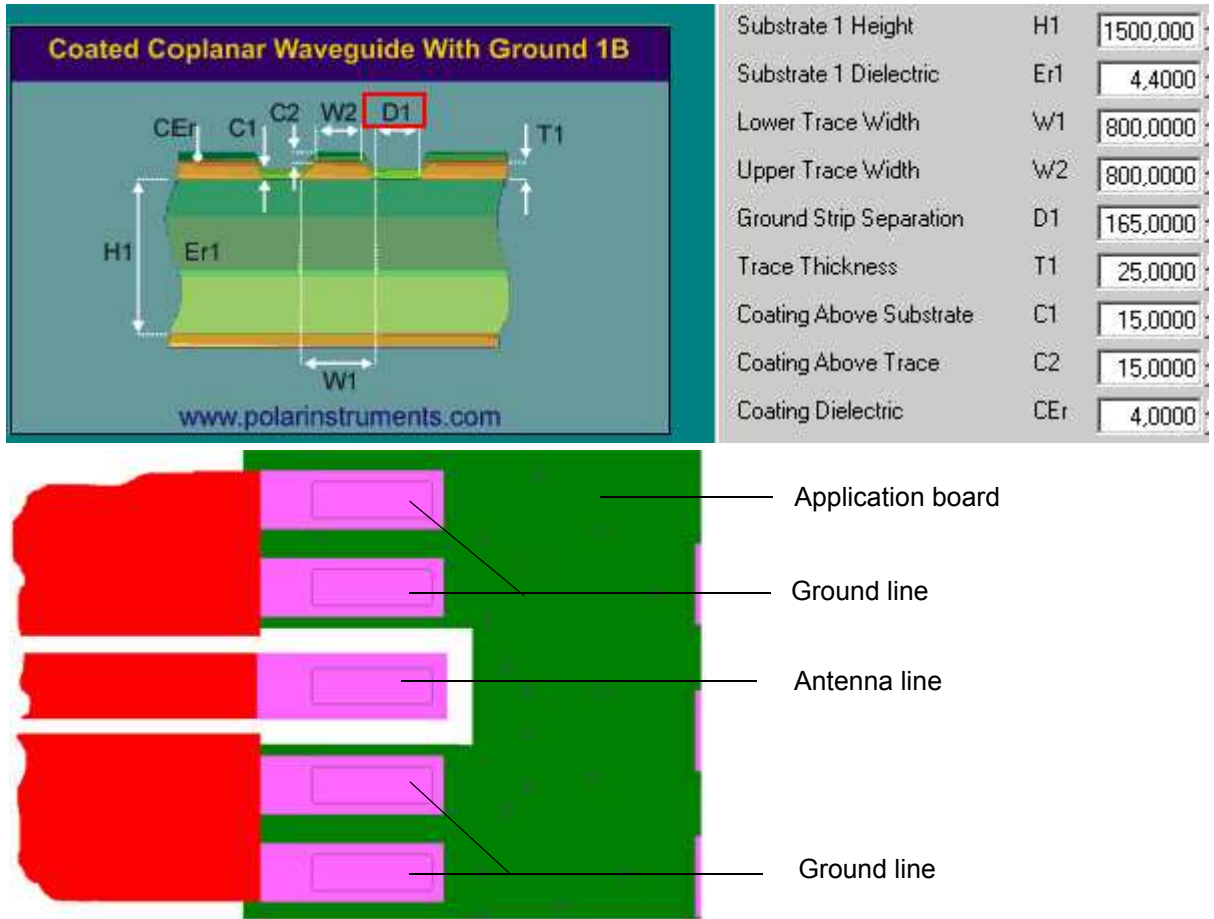 Coated Coplanar Waveguide With Ground 1B
CEr C1 C2 W2 D1 T1
H1 Er1
W1
www.polarinstruments.com
Substrate 1 Height H1 1500,000
Substrate 1 Dielectric Er1 4,4000
Lower Trace Width W1 800,0000
Upper Trace Width W2 800,0000
Ground Strip Separation D1 165,0000
Trace Thickness T1 25,0000
Coating Above Substrate C1 15,0000
Coating Above Trace C2 15,0000
Coating Dielectric CEr 4,0000
Application board
Ground line
Antenna line
Ground line